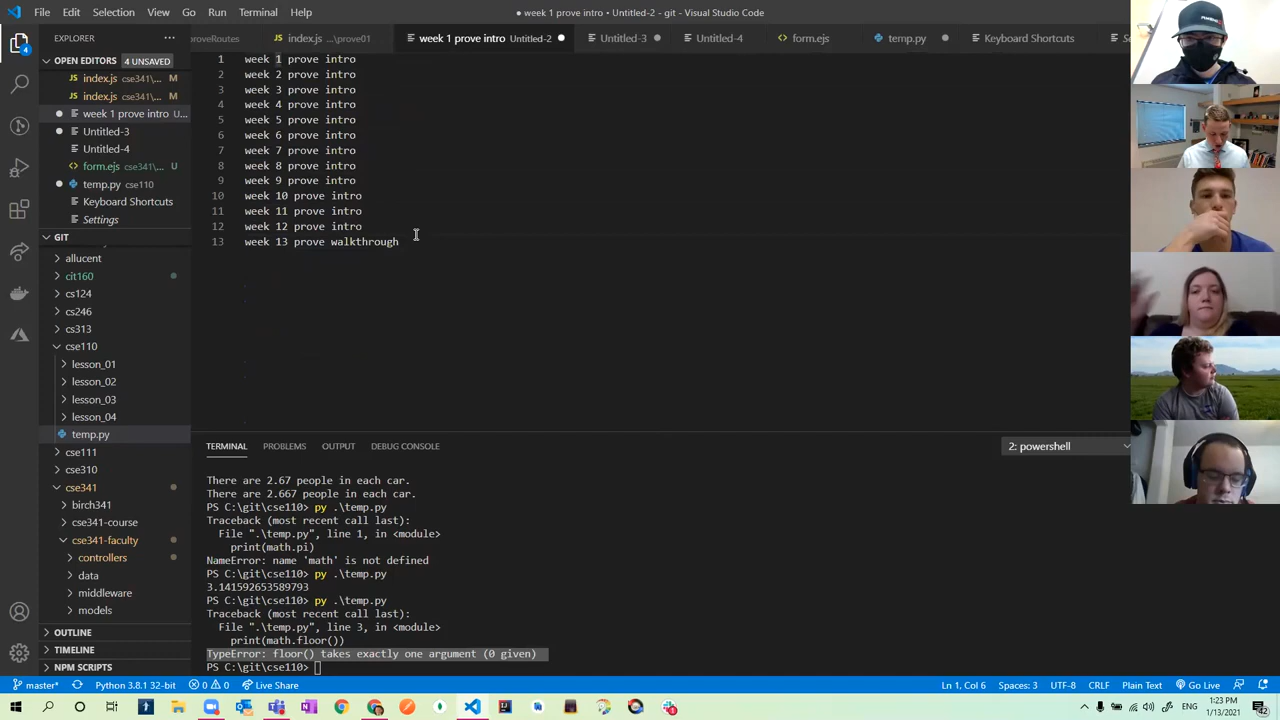 File Edit Selection View Go Run Terminal Help
● week 1 prove intro • Untitled-2 - git - Visual Studio Code
EXPLORER ···
proveRoutes index.js ...\prove01 week 1 prove intro Untitled-2 ● Untitled-3 ● Untitled-4 form.ejs temp.py ● Keyboard Shortcuts
OPEN EDITORS 4 UNSAVED
index.js cse341\... M
index.js cse341\... M
week 1 prove intro U...
Untitled-3
Untitled-4
form.ejs cse341\... U
temp.py cse110
Keyboard Shortcuts
Settings
GIT
allucent
cit160
cs124
cs246
cs313
cse110
lesson_01
lesson_02
lesson_03
lesson_04
temp.py
cse111
cse310
cse341
birch341
cse341-course
cse341-faculty
controllers
data
middleware
models
OUTLINE
TIMELINE
NPM SCRIPTS
1 week 1 prove intro
2 week 2 prove intro
3 week 3 prove intro
4 week 4 prove intro
5 week 5 prove intro
6 week 6 prove intro
7 week 7 prove intro
8 week 8 prove intro
9 week 9 prove intro
10 week 10 prove intro
11 week 11 prove intro
12 week 12 prove intro
13 week 13 prove walkthrough
TERMINAL PROBLEMS OUTPUT DEBUG CONSOLE 2: powershell
There are 2.67 people in each car.
There are 2.667 people in each car.
PS C:\git\cse110> py .\temp.py
Traceback (most recent call last):
File ".\temp.py", line 1, in <module>
print(math.pi)
NameError: name 'math' is not defined
PS C:\git\cse110> py .\temp.py
3.141592653589793
PS C:\git\cse110> py .\temp.py
Traceback (most recent call last):
File ".\temp.py", line 3, in <module>
print(math.floor())
TypeError: floor() takes exactly one argument (0 given)
PS C:\git\cse110>
master* Python 3.8.1 32-bit 0 0 Live Share Ln 1, Col 6 Spaces: 3 UTF-8 CRLF Plain Text Go Live
ENG 1:23 PM
1/13/2021 42